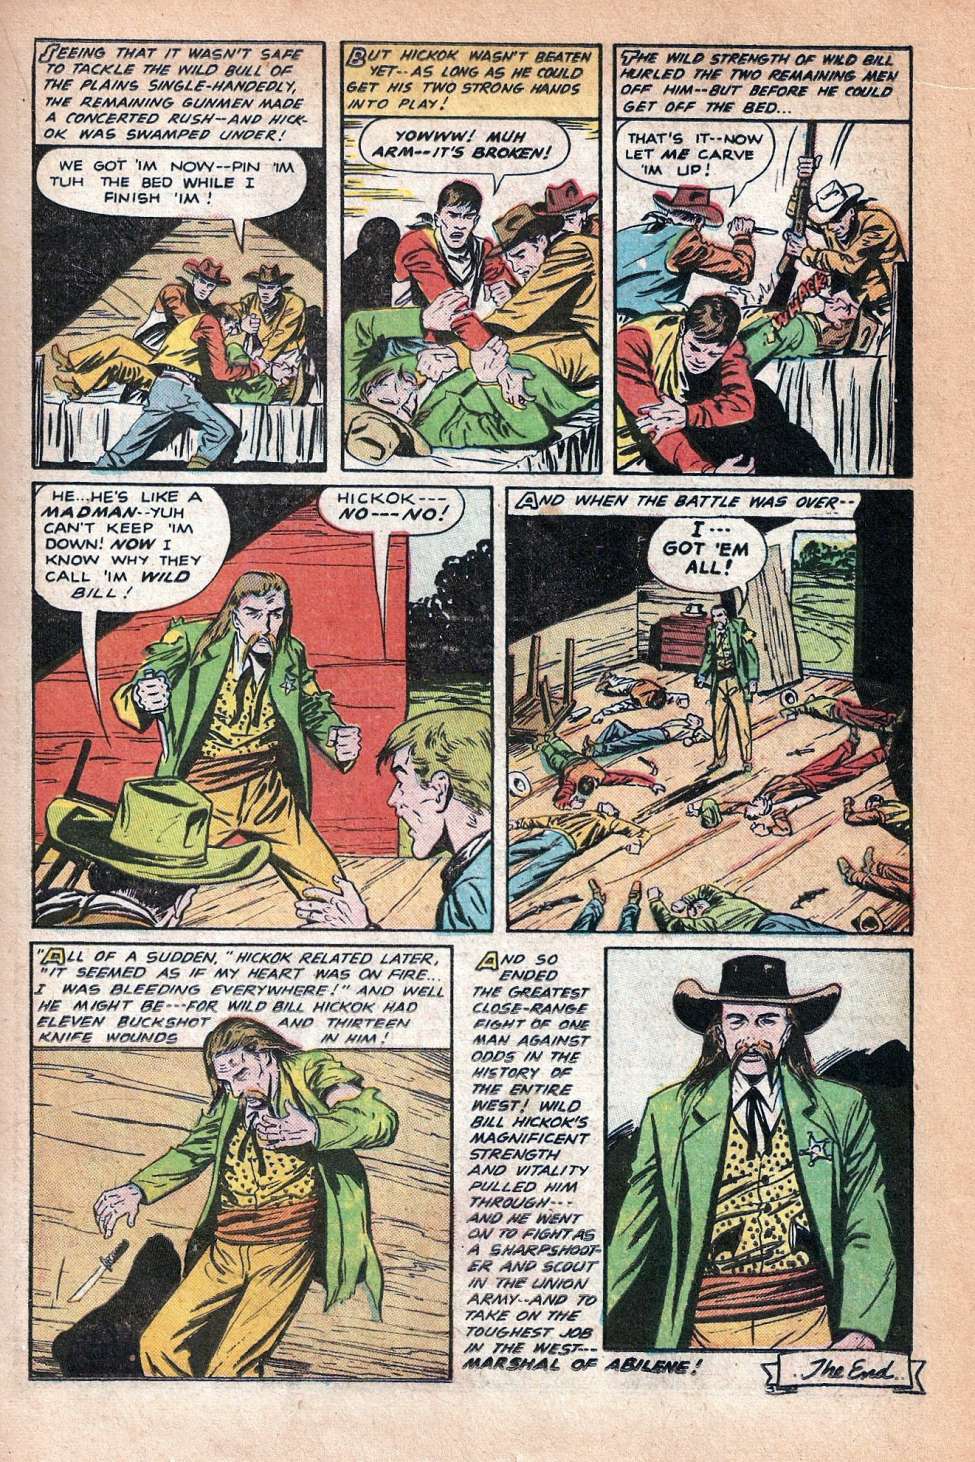 SEEING THAT IT WASN'T SAFE
TO TACKLE THE WILD BULL OF
THE PLAINS SINGLE-HANDEDLY,
THE REMAINING GUNMEN MADE
A CONCERTED RUSH--AND HICK-
OK WAS SWAMPED UNDER!
WE GOT 'IM NOW--PIN 'IM
TUH THE BED WHILE I
FINISH 'IM!
BUT HICKOK WASN'T BEATEN
YET--AS LONG AS HE COULD
GET HIS TWO STRONG HANDS
INTO PLAY!
YOWWW! MUH
ARM--IT'S BROKEN!
THE WILD STRENGTH OF WILD BILL
HURLED THE TWO REMAINING MEN
OFF HIM--BUT BEFORE HE COULD
GET OFF THE BED...
THAT'S IT--NOW
LET ME CARVE
'IM UP!
WHACK!
HE...HE'S LIKE A
MADMAN--YUH
CAN'T KEEP 'IM
DOWN! NOW I
KNOW WHY THEY
CALL 'IM WILD
BILL!
HICKOK---
NO---NO!
AND WHEN THE BATTLE WAS OVER--
I...
GOT 'EM
ALL!
"ALL OF A SUDDEN," HICKOK RELATED LATER,
"IT SEEMED AS IF MY HEART WAS ON FIRE...
I WAS BLEEDING EVERYWHERE!" AND WELL
HE MIGHT BE---FOR WILD BILL HICKOK HAD
ELEVEN BUCKSHOT AND THIRTEEN
KNIFE WOUNDS IN HIM!
AND SO
ENDED
THE GREATEST
CLOSE-RANGE
FIGHT OF ONE
MAN AGAINST
ODDS IN THE
HISTORY OF
THE ENTIRE
WEST! WILD
BILL HICKOK'S
MAGNIFICENT
STRENGTH
AND VITALITY
PULLED HIM
THROUGH---
AND HE WENT
ON TO FIGHT AS
A SHARPSHOOT-
ER AND SCOUT
IN THE UNION
ARMY--AND TO
TAKE ON THE
TOUGHEST JOB
IN THE WEST---
MARSHAL OF ABILENE!
The End